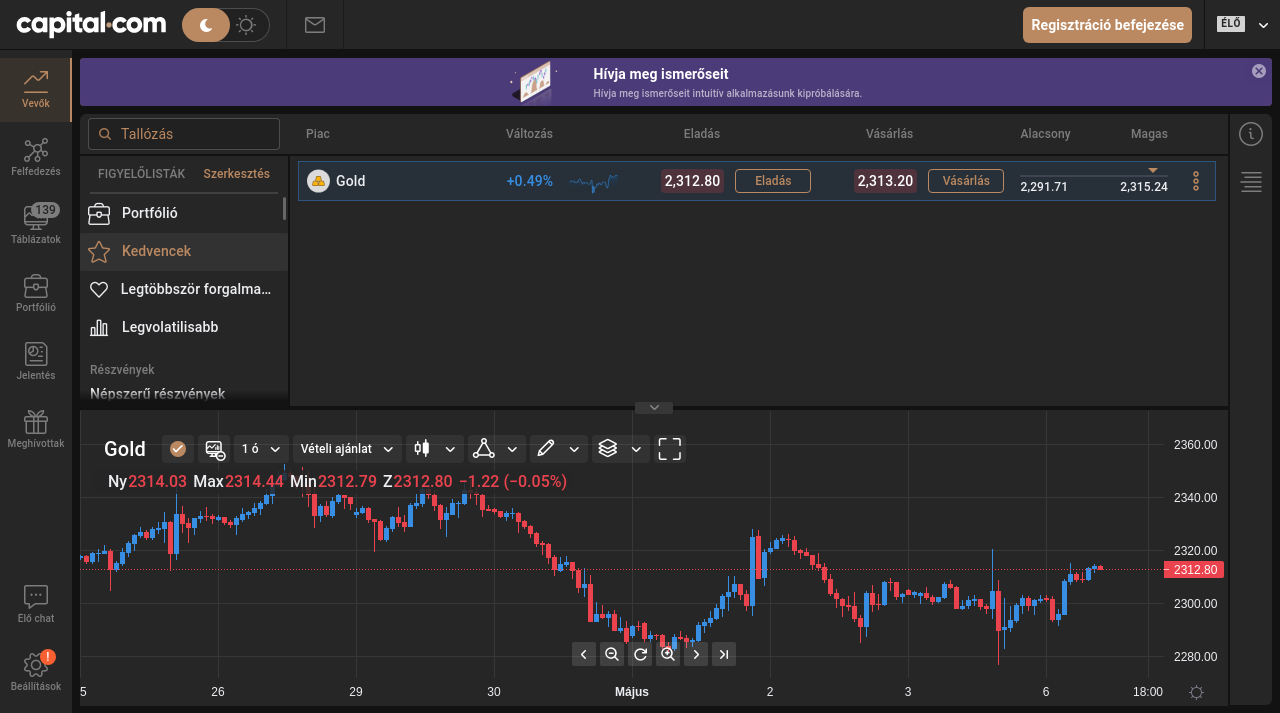 capital.com
Regisztráció befejezése
ÉLŐ
Hívja meg ismerőseit
Hívja meg ismerőseit intuitív alkalmazásunk kipróbálására.
Vevők
Felfedezés
139
Táblázatok
Portfólió
Jelentés
Meghívottak
Élő chat
!
Beállítások
Tallózás
FIGYELŐLISTÁK Szerkesztés
Portfólió
Kedvencek
Legtöbbször forgalma...
Legvolatilisabb
Részvények
Népszerű részvények
Piac Változás Eladás Vásárlás Alacsony Magas
Gold +0.49% 2,312.80 Eladás 2,313.20 Vásárlás 2,291.71 2,315.24
Gold 1 ó Vételi ajánlat
Ny2314.03 Max2314.44 Min2312.79 Z2312.80 −1.22 (−0.05%)
2360.00
2340.00
2320.00
2312.80
2300.00
2280.00
5 26 29 30 Május 2 3 6 18:00